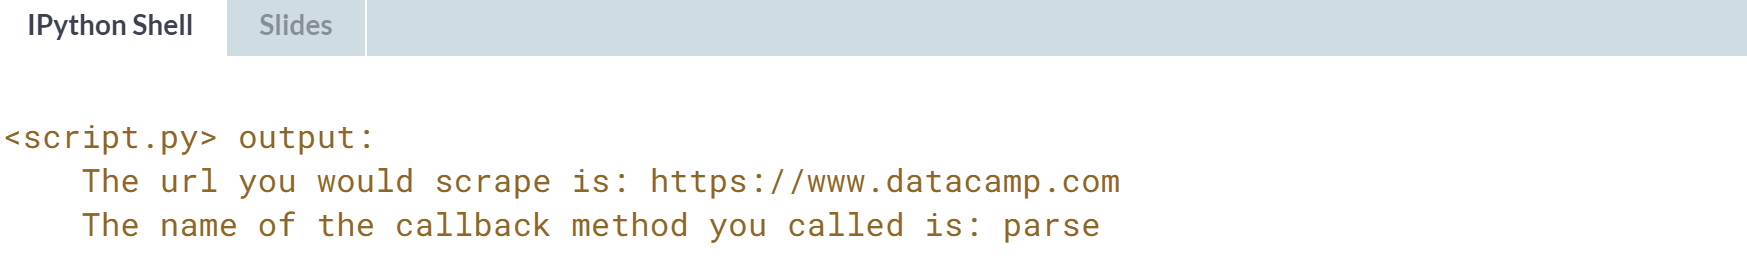 IPython Shell
Slides
<script.py> output:
The url you would scrape is: https://www.datacamp.com
The name of the callback method you called is: parse